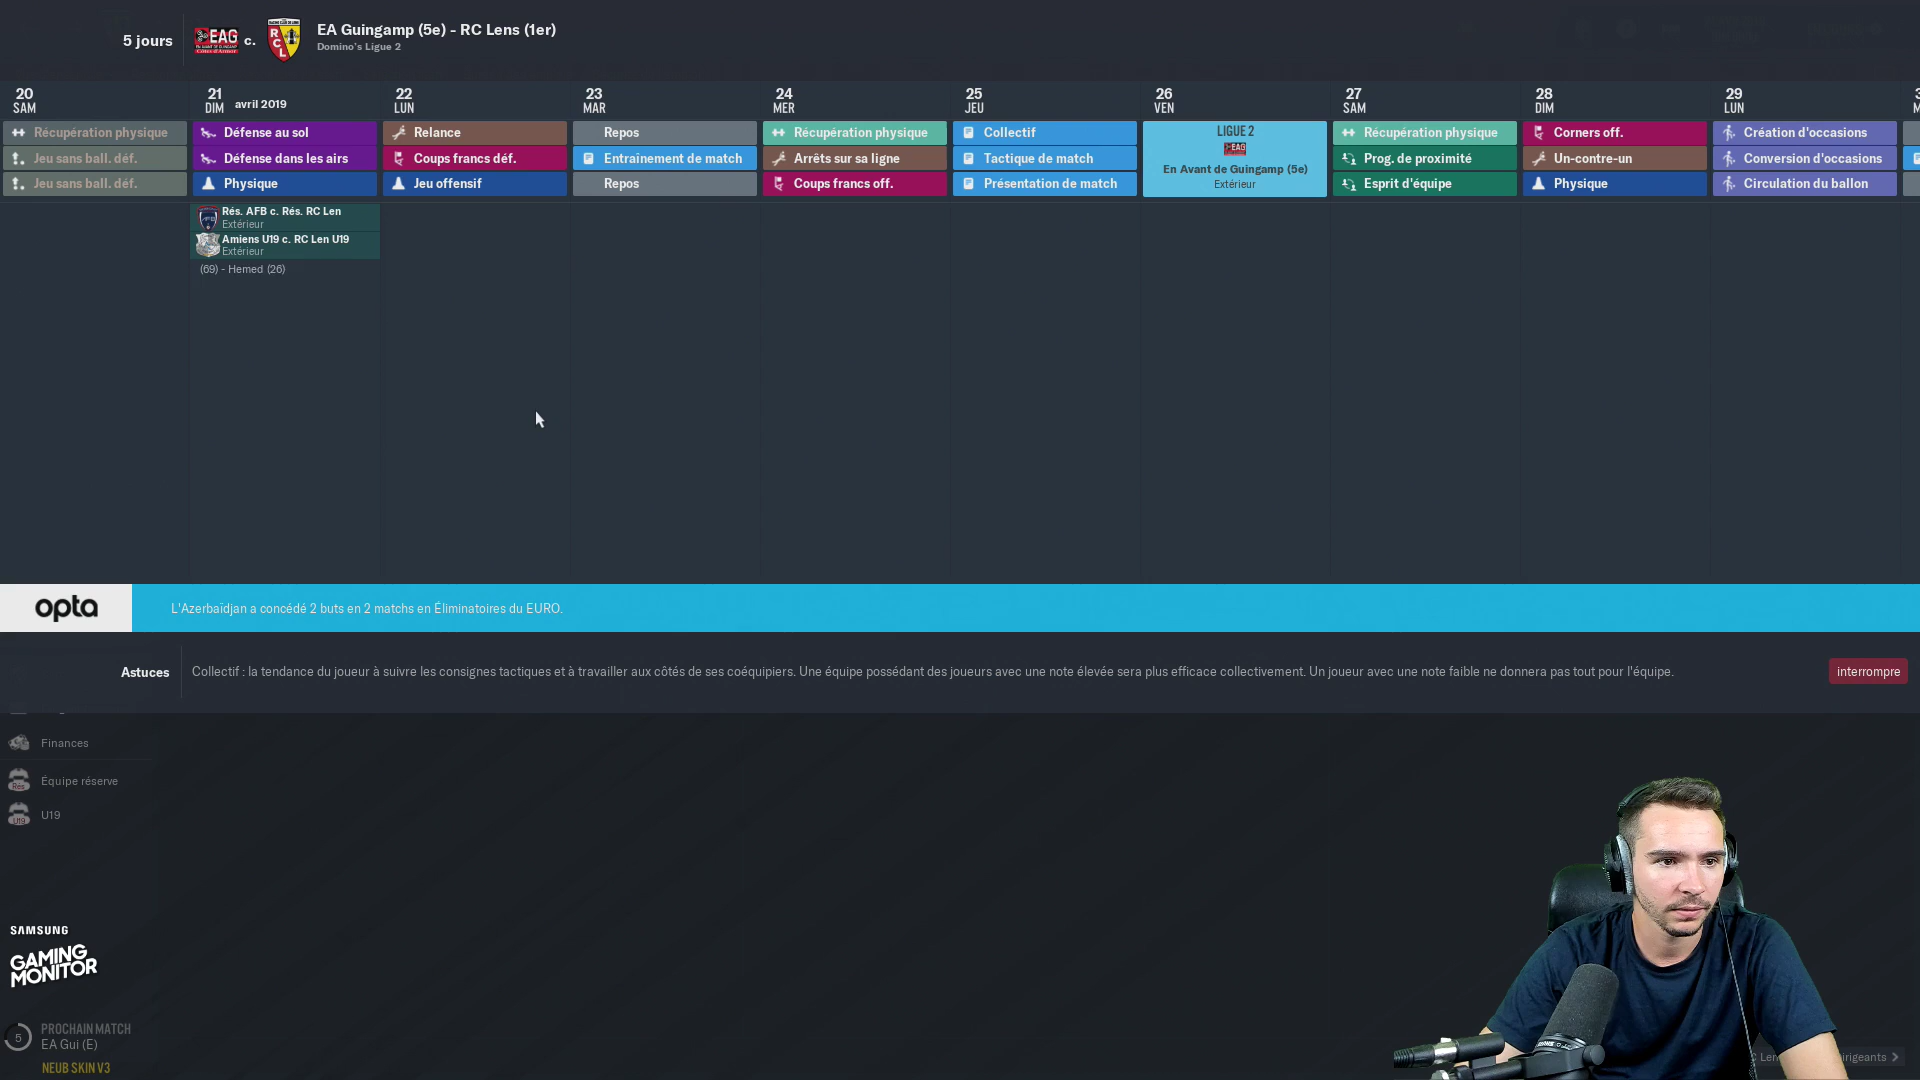 5 jours
EAG
c.
RCL
EA Guingamp (5e) - RC Lens (1er)
Domino's Ligue 2
20
SAM
21
DIM
avril 2019
22
LUN
23
MAR
24
MER
25
JEU
26
VEN
27
SAM
28
DIM
29
LUN
Récupération physique
Jeu sans ball. déf.
Jeu sans ball. déf.
Défense au sol
Défense dans les airs
Physique
Relance
Coups francs déf.
Jeu offensif
Repos
Entraînement de match
Repos
Récupération physique
Arrêts sur sa ligne
Coups francs off.
Collectif
Tactique de match
Présentation de match
LIGUE 2
EAG
En Avant de Guingamp (5e)
Extérieur
Récupération physique
Prog. de proximité
Esprit d'équipe
Corners off.
Un-contre-un
Physique
Création d'occasions
Conversion d'occasions
Circulation du ballon
Rés. AFB c. Rés. RC Len
Extérieur
Amiens U19 c. RC Len U19
Extérieur
(69) - Hemed (26)
opta
L'Azerbaïdjan a concédé 2 buts en 2 matchs en Éliminatoires du EURO.
Astuces
Collectif : la tendance du joueur à suivre les consignes tactiques et à travailler aux côtés de ses coéquipiers. Une équipe possédant des joueurs avec une note élevée sera plus efficace collectivement. Un joueur avec une note faible ne donnera pas tout pour l'équipe.
interrompre
Finances
Res
Équipe réserve
U19
U19
SAMSUNG
GAMING
MONITOR
5
PROCHAIN MATCH
EA Gui (E)
NEUB SKIN V3